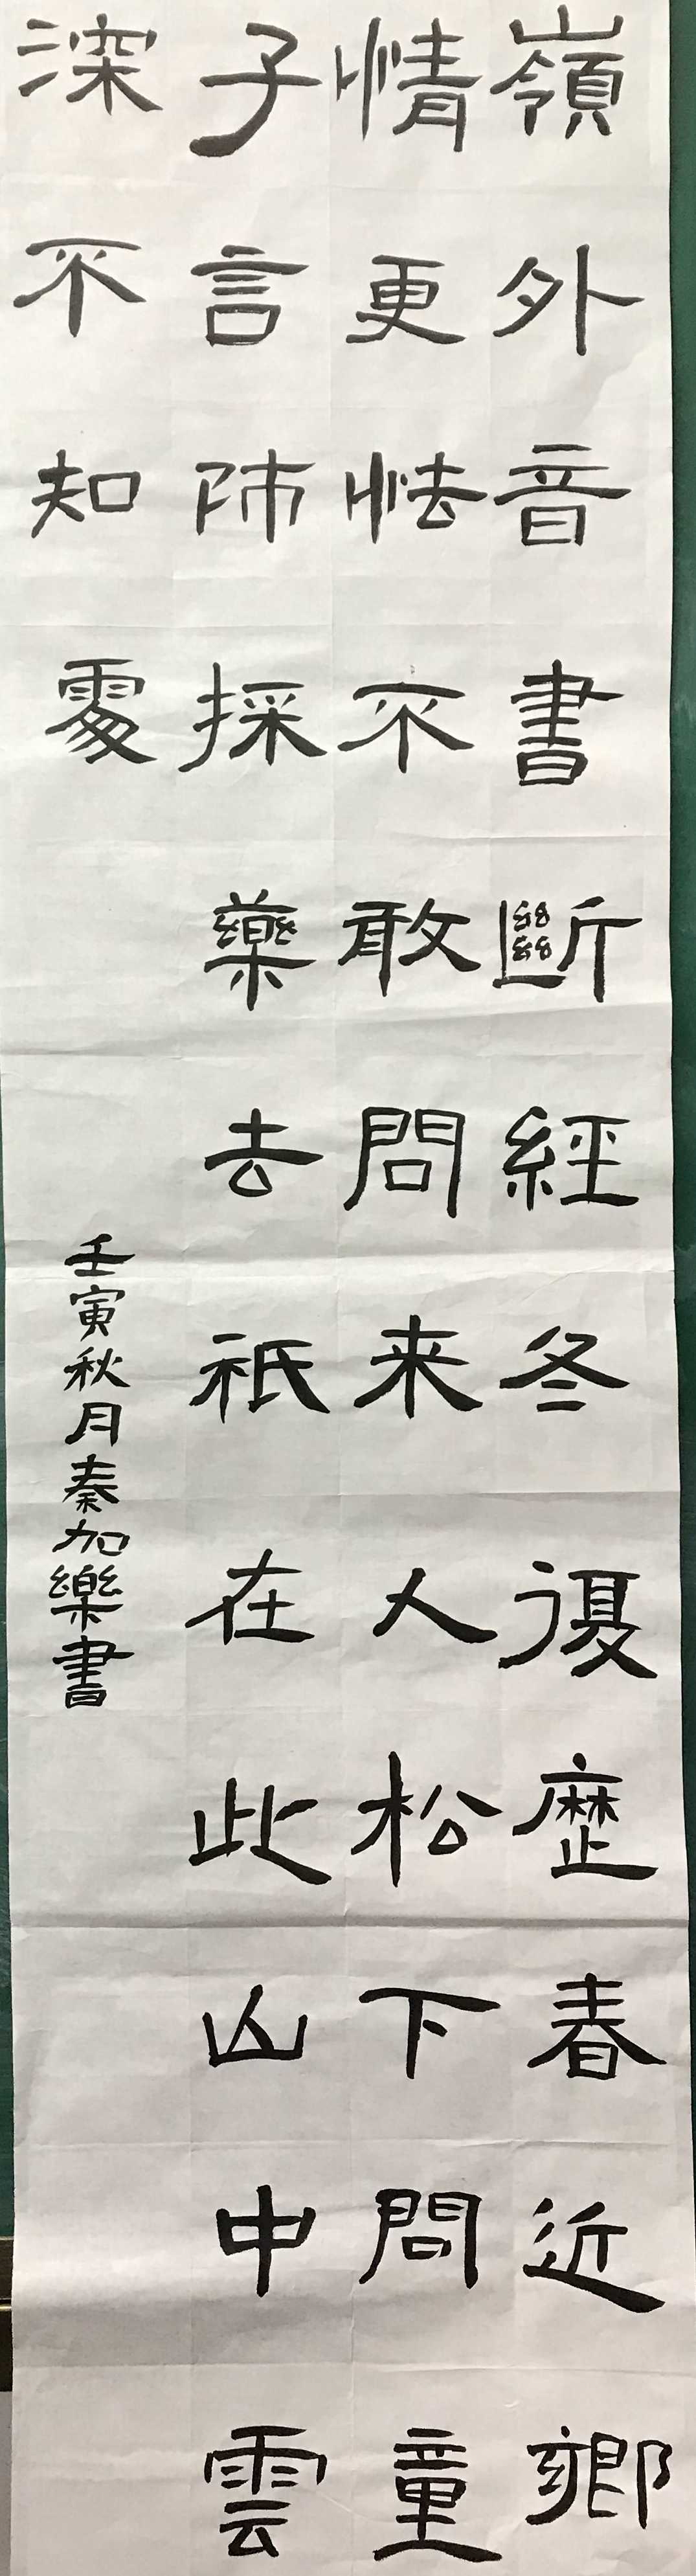 嶺外音書斷經冬復歷春近鄉
情更怯不敢問来人松下問童
子言師採藥去祇在此山中雲
深不知處
壬寅秋月秦加樂書